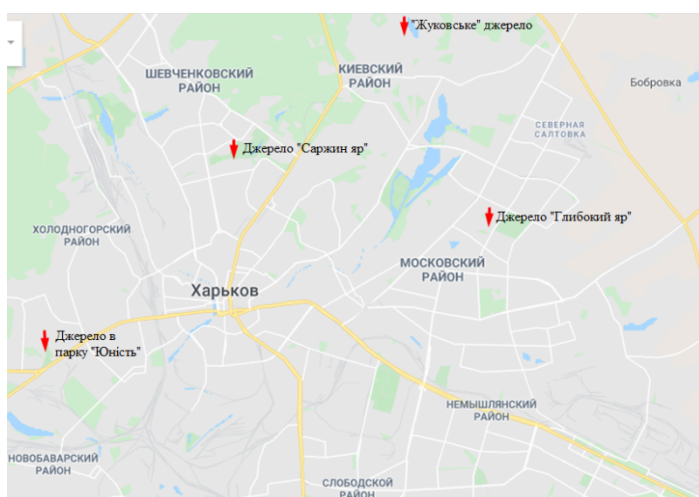 "Жуковське" джерело
ШЕВЧЕНКОВСКИЙ
РАЙОН
КИЕВСКИЙ
РАЙОН
Бобровка
СЕВЕРНАЯ
САЛТОВКА
Джерело "Саржин яр"
Джерело "Глибокий яр"
ХОЛОДНОГОРСКИЙ
РАЙОН
МОСКОВСКИЙ
РАЙОН
Харьков
Джерело в
парку "Юність"
НЕМЫШЛЯНСКИЙ
РАЙОН
НОВОБАВАРСКИЙ
РАЙОН
СЛОБОДСКОЙ
РАЙОН